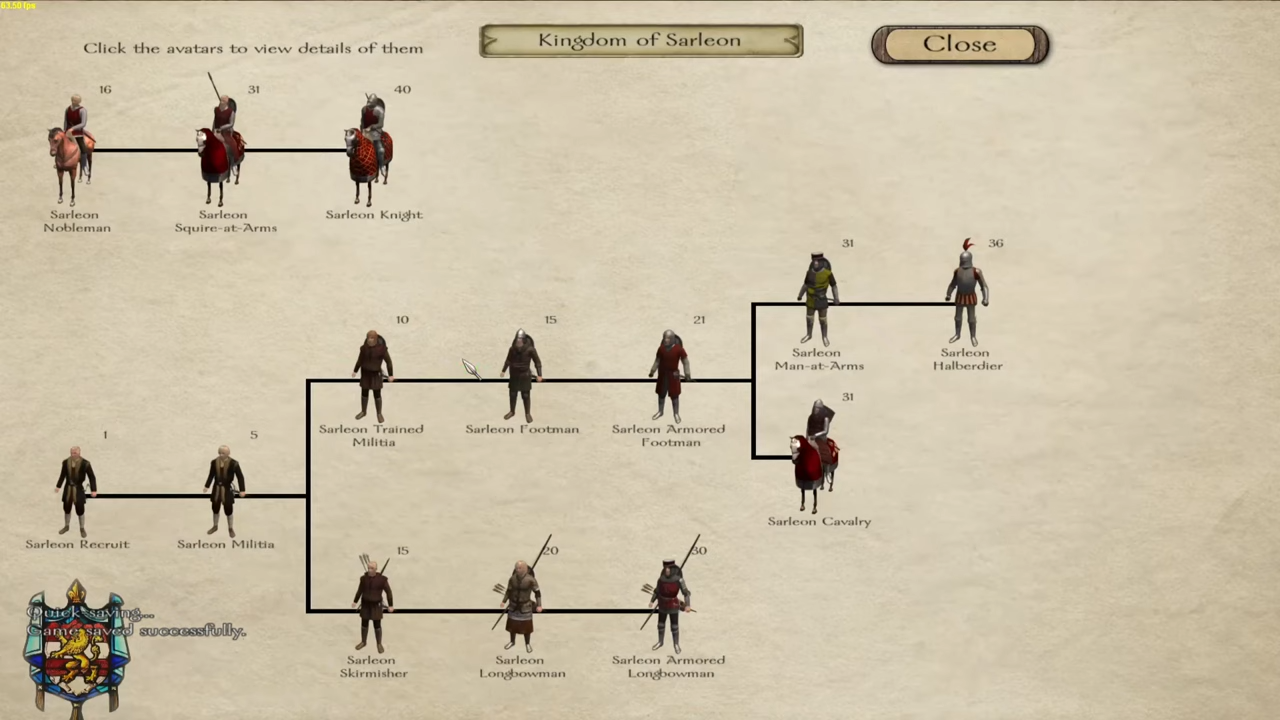 63.50 fps
Click the avatars to view details of them
Kingdom of Sarleon
Close
16
31
40
Sarleon
Nobleman
Sarleon
Squire-at-Arms
Sarleon Knight
31
36
Sarleon
Man-at-Arms
Sarleon
Halberdier
10
15
21
Sarleon Trained
Militia
Sarleon Footman
Sarleon Armored
Footman
31
Sarleon Cavalry
1
5
Sarleon Recruit
Sarleon Militia
15
20
30
Sarleon
Skirmisher
Sarleon
Longbowman
Sarleon Armored
Longbowman
Quick-saving...
Game saved successfully.